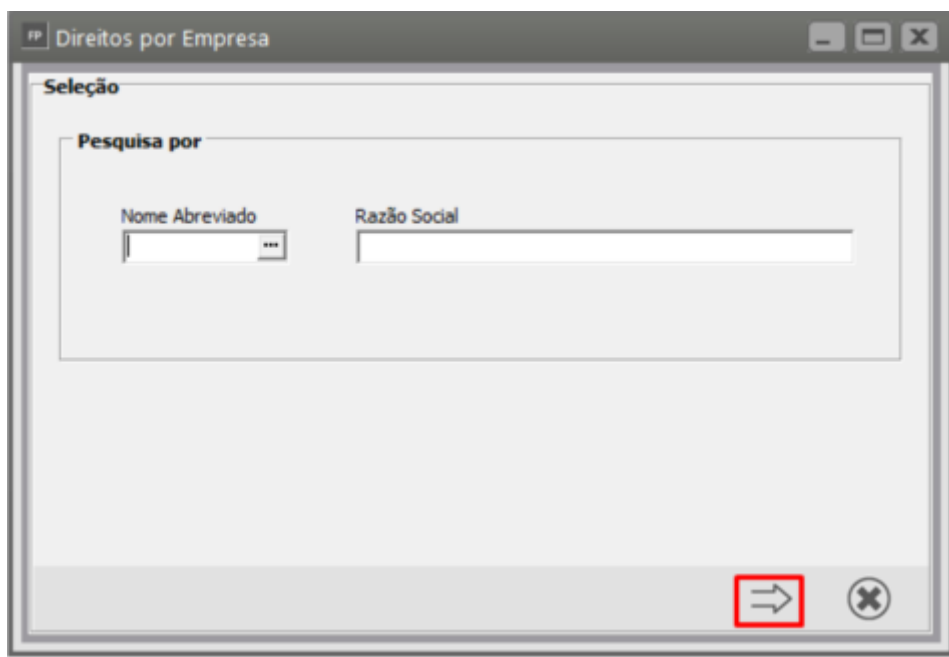 FP Direitos por Empresa
Seleção
Pesquisa por
Nome Abreviado Razão Social
...